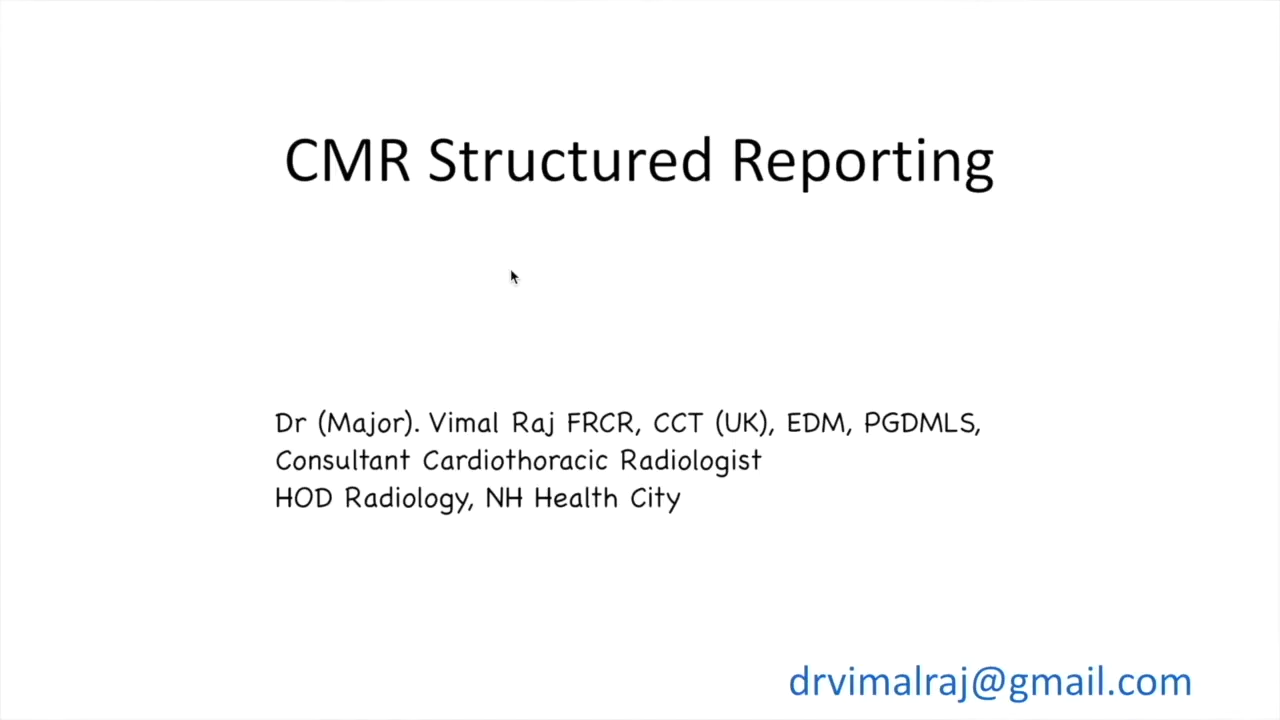 CMR Structured Reporting
Dr (Major). Vimal Raj FRCR, CCT (UK), EDM, PGDMLS,
Consultant Cardiothoracic Radiologist
HOD Radiology, NH Health City
drvimalraj@gmail.com